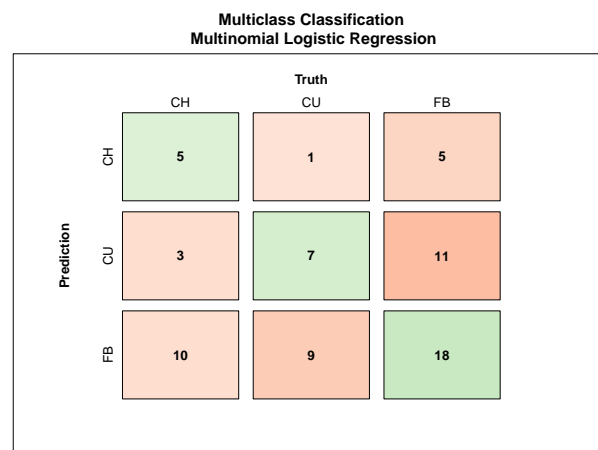 Multiclass Classification
Multinomial Logistic Regression
Truth
CH CU FB
CH 5 1 5
Prediction
CU 3 7 11
FB 10 9 18